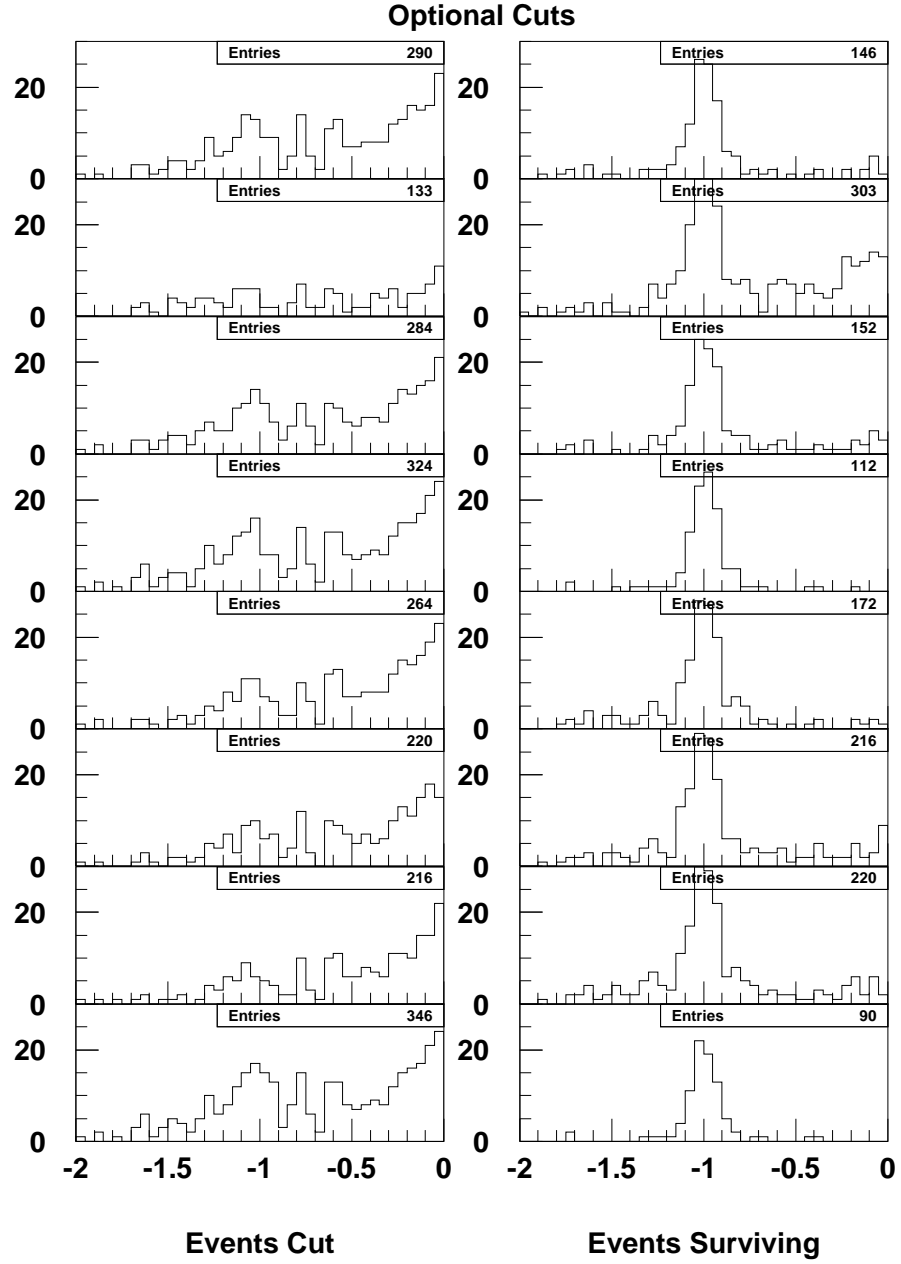 Optional Cuts
Entries 290 Entries 146
20 20
0 0
Entries 133 Entries 303
20 20
0 0
Entries 284 Entries 152
20 20
0 0
Entries 324 Entries 112
20 20
0 0
Entries 264 Entries 172
20 20
0 0
Entries 220 Entries 216
20 20
0 0
Entries 216 Entries 220
20 20
0 0
Entries 346 Entries 90
20 20
0 0
-2 -1.5 -1 -0.5 0 -2 -1.5 -1 -0.5 0
Events Cut Events Surviving